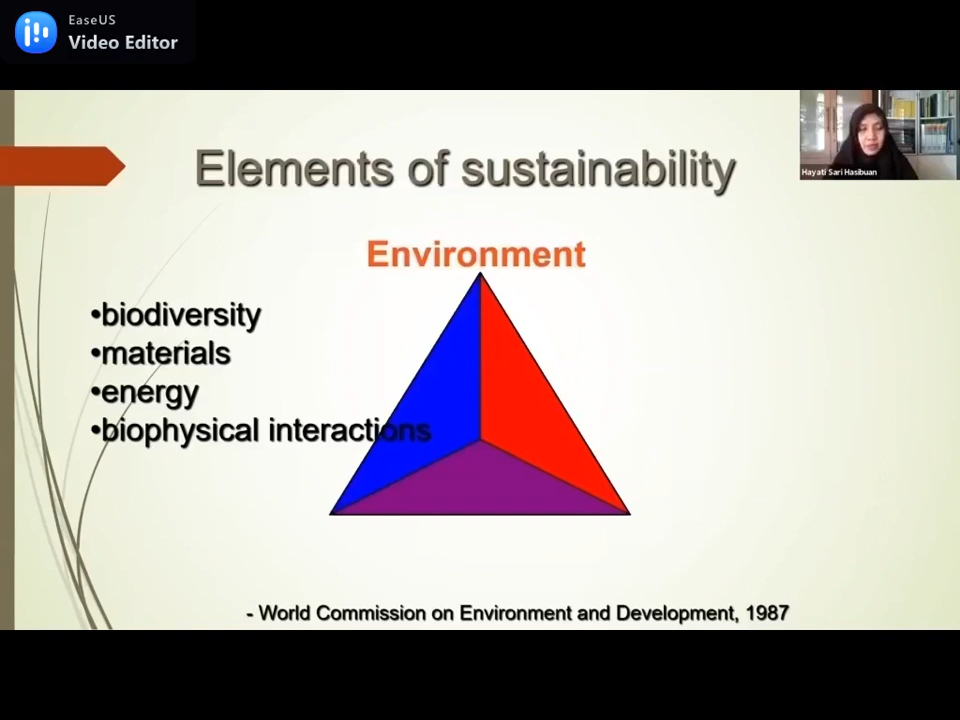 EaseUS
Video Editor
Elements of sustainability
Hayati Sari Hasibuan
Environment
•biodiversity
•materials
•energy
•biophysical interactions
- World Commission on Environment and Development, 1987